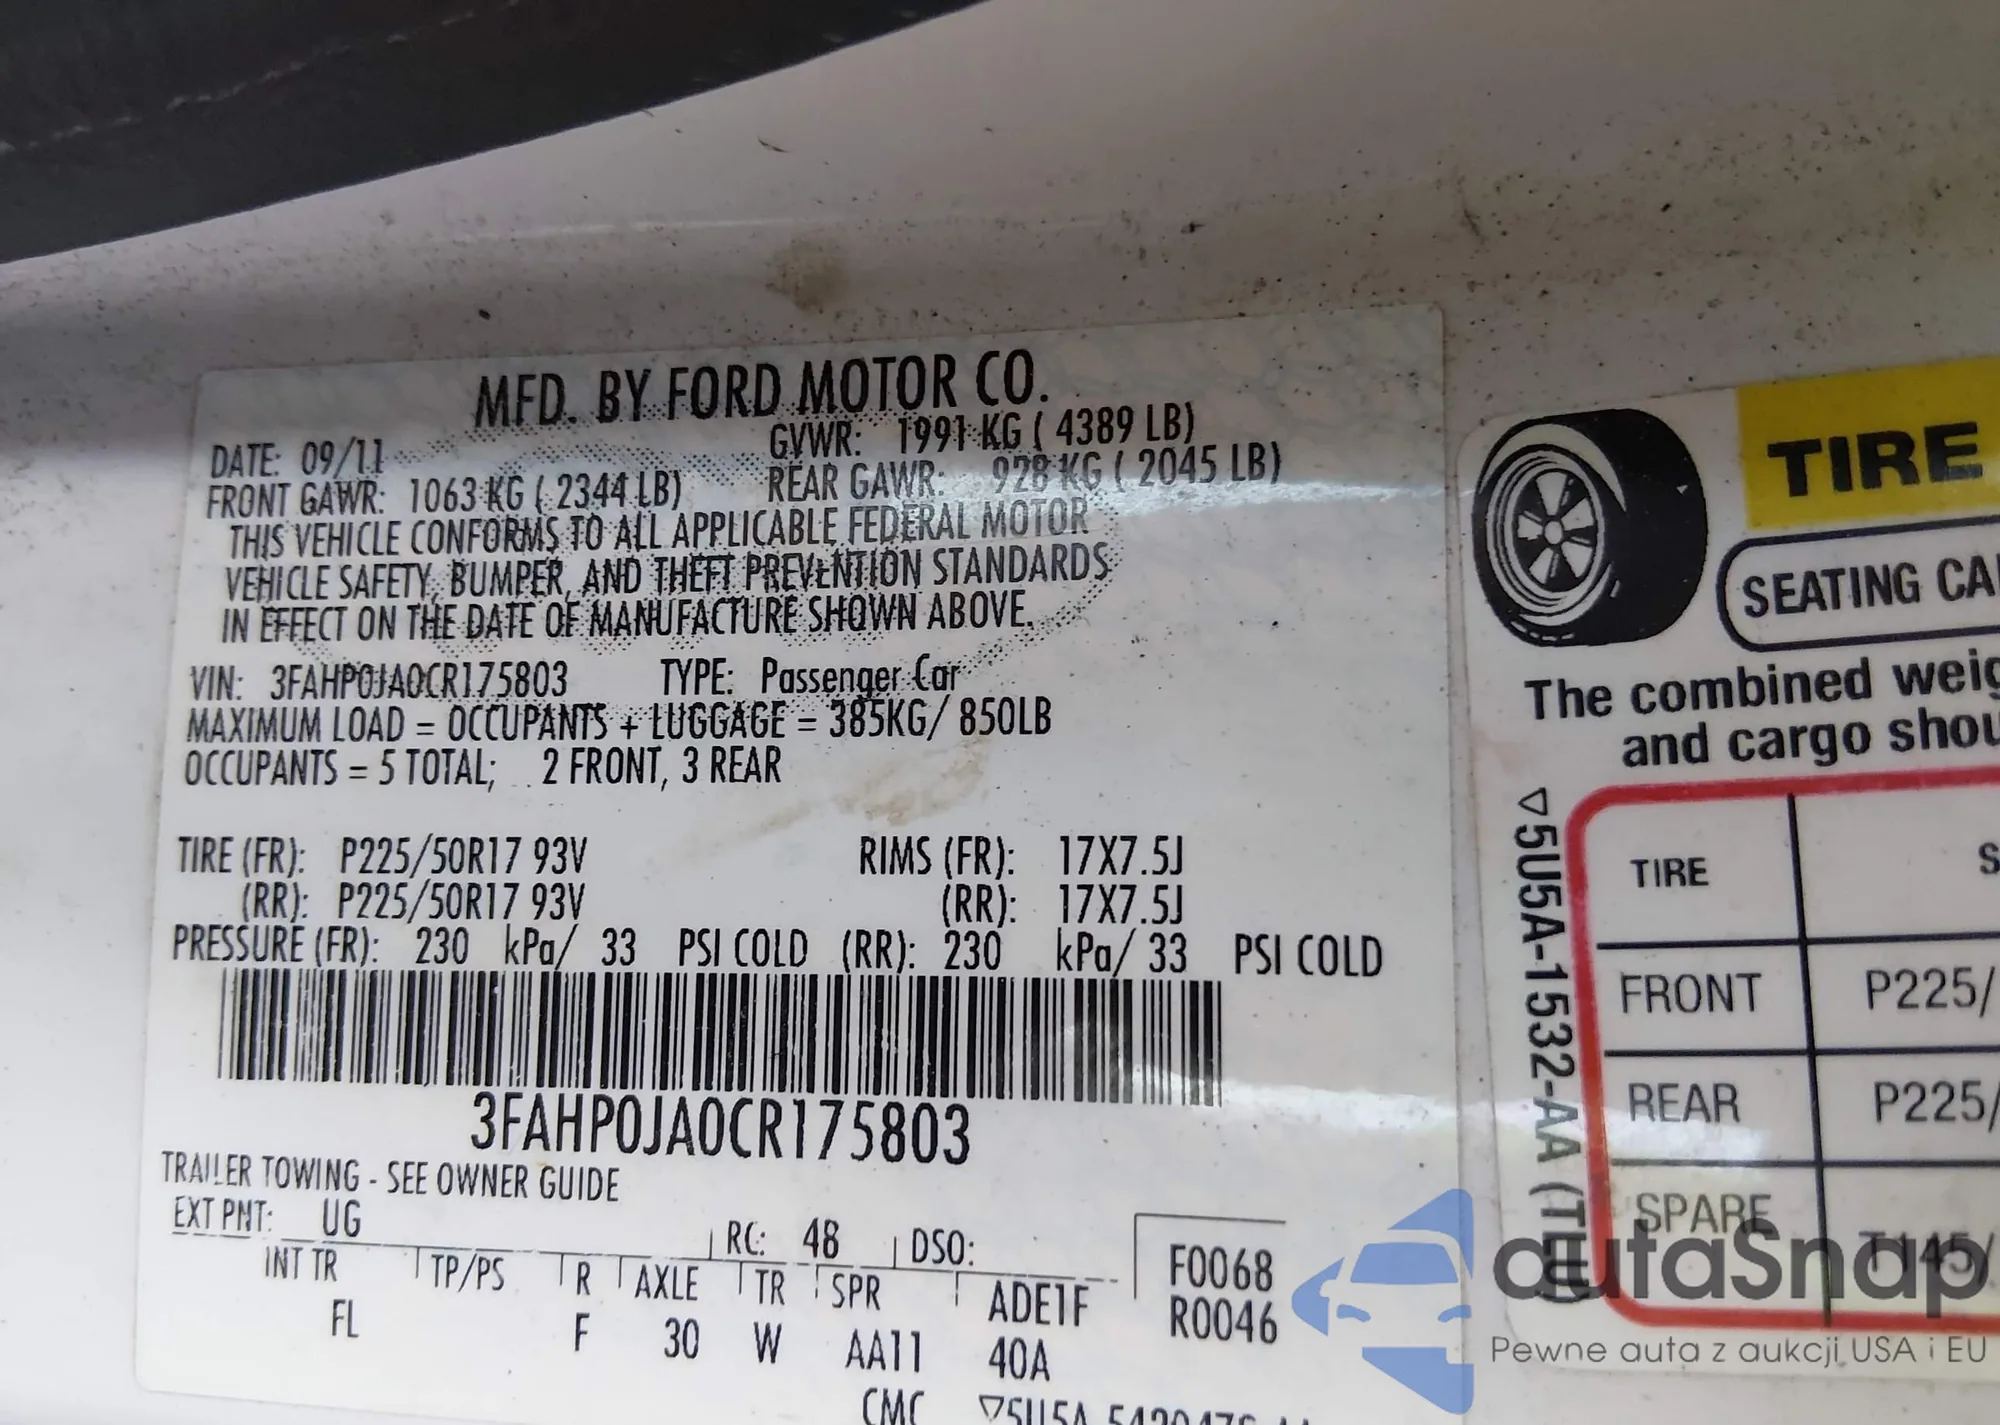 MFD. BY FORD MOTOR CO.
DATE: 09/11 GVWR: 1991 KG ( 4389 LB)
FRONT GAWR: 1063 KG ( 2344 LB) REAR GAWR: 928 KG ( 2045 LB)
THIS VEHICLE CONFORMS TO ALL APPLICABLE FEDERAL MOTOR
VEHICLE SAFETY, BUMPER, AND THEFT PREVENTION STANDARDS
IN EFFECT ON THE DATE OF MANUFACTURE SHOWN ABOVE.
VIN: 3FAHP0JA0CR175803 TYPE: Passenger Car
MAXIMUM LOAD = OCCUPANTS + LUGGAGE = 385KG/ 850LB
OCCUPANTS = 5 TOTAL; 2 FRONT, 3 REAR
TIRE (FR): P225/50R17 93V RIMS (FR): 17X7.5J
(RR): P225/50R17 93V (RR): 17X7.5J
PRESSURE (FR): 230 kPa/ 33 PSI COLD (RR): 230 kPa/ 33 PSI COLD
3FAHP0JA0CR175803
TRAILER TOWING - SEE OWNER GUIDE
EXT PNT: UG RC: 48 DSO:
INT TR TP/PS R AXLE TR SPR ADE1F
FL F 30 W AA11 40A
F0068
R0046
CMC
TIRE
SEATING
The combined
and cargo
▽5U5A-1532-AA (TLU)
TIRE
FRONT P225/
REAR P225/
SPARE T145/
autaSnap
Pewne auta z aukcji USA i EU